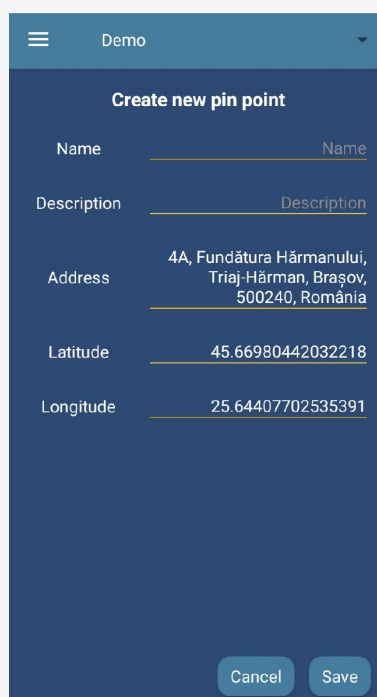 Demo
Create new pin point
Name Name
Description Description
Address 4A, Fundătura Hărmanului,
Triaj-Hărman, Brașov,
500240, România
Latitude 45.66980442032218
Longitude 25.64407702535391
Cancel Save